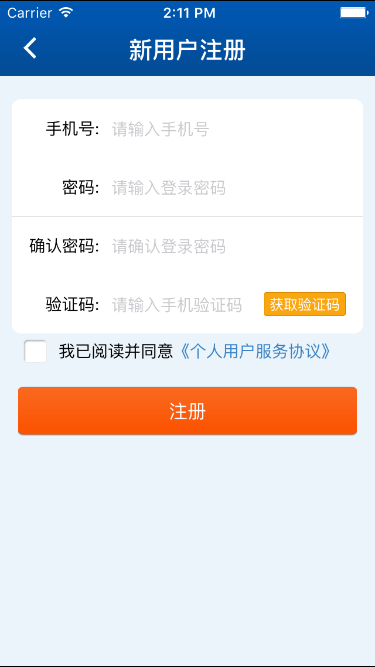 Carrier 2:11 PM
新用户注册
手机号: 请输入手机号
密码: 请输入登录密码
确认密码: 请确认登录密码
验证码: 请输入手机验证码 获取验证码
我已阅读并同意《个人用户服务协议》
注册